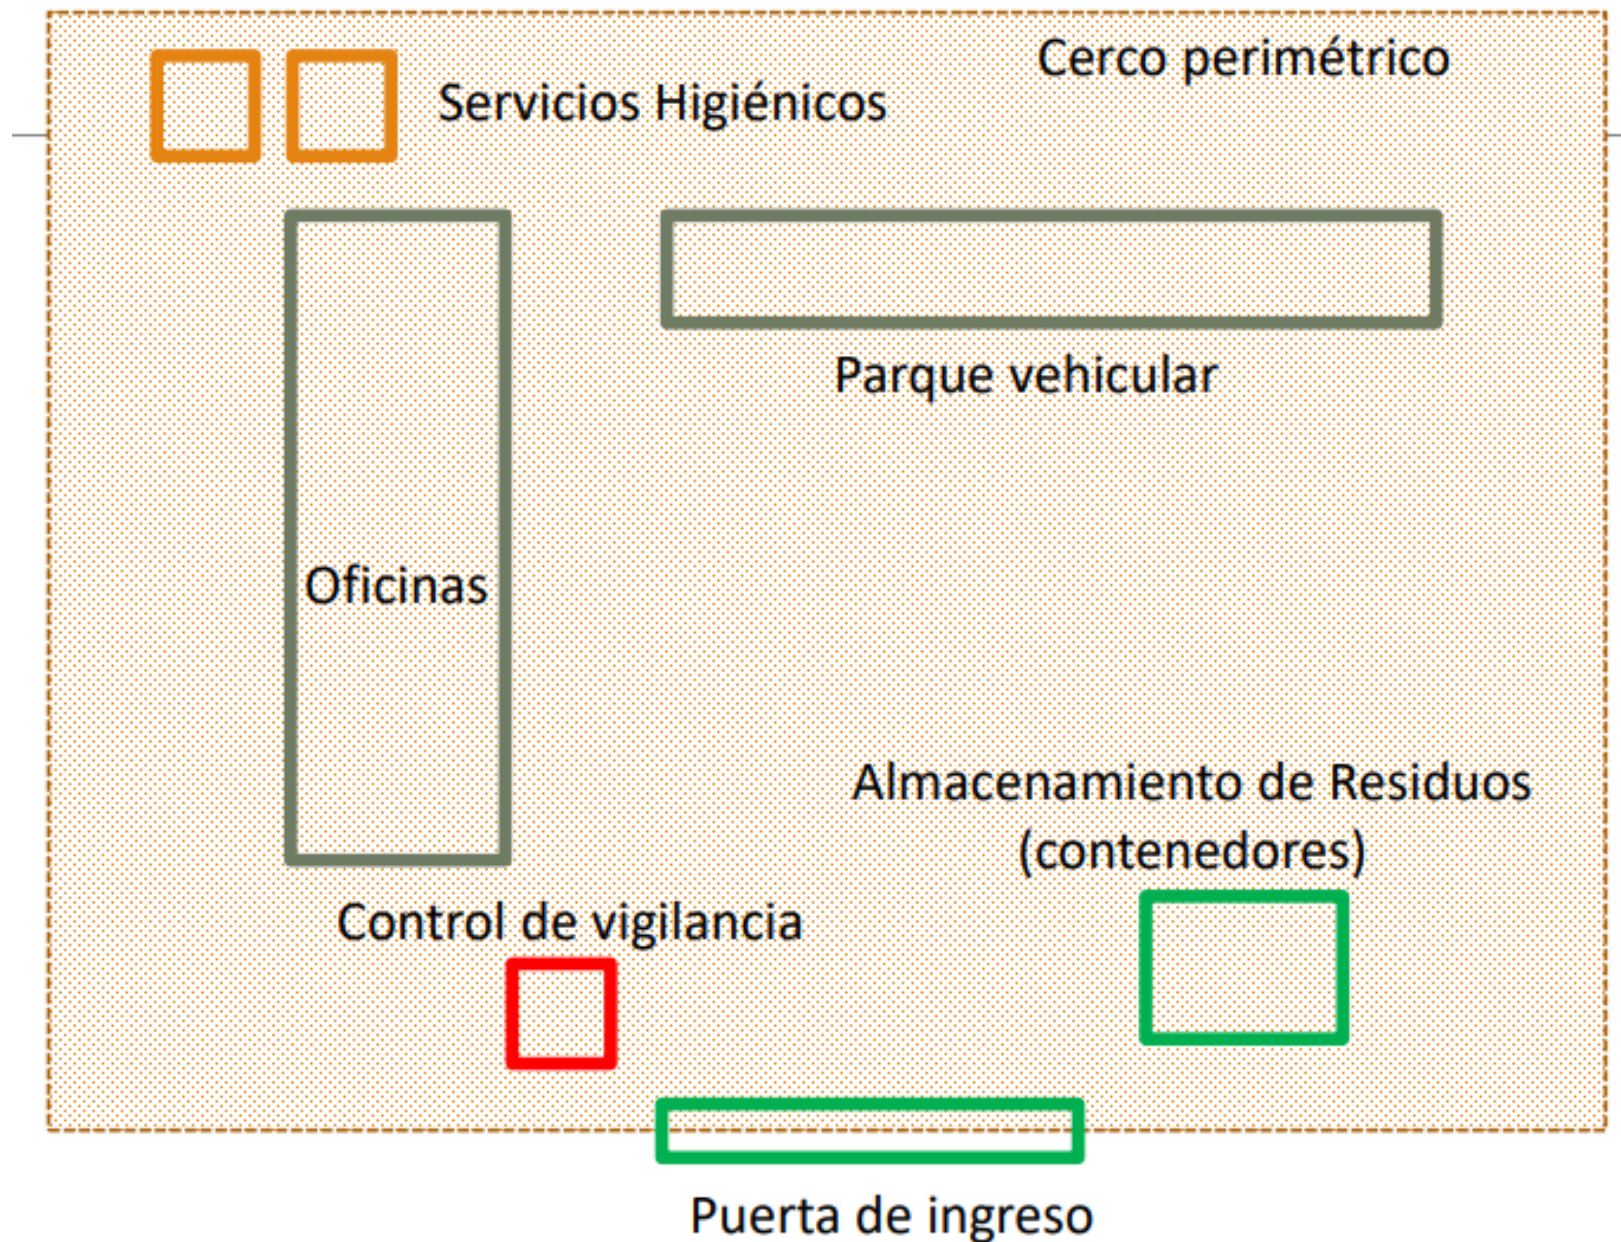 Cerco perimétrico
Servicios Higiénicos
Parque vehicular
Oficinas
Almacenamiento de Residuos
(contenedores)
Control de vigilancia
Puerta de ingreso